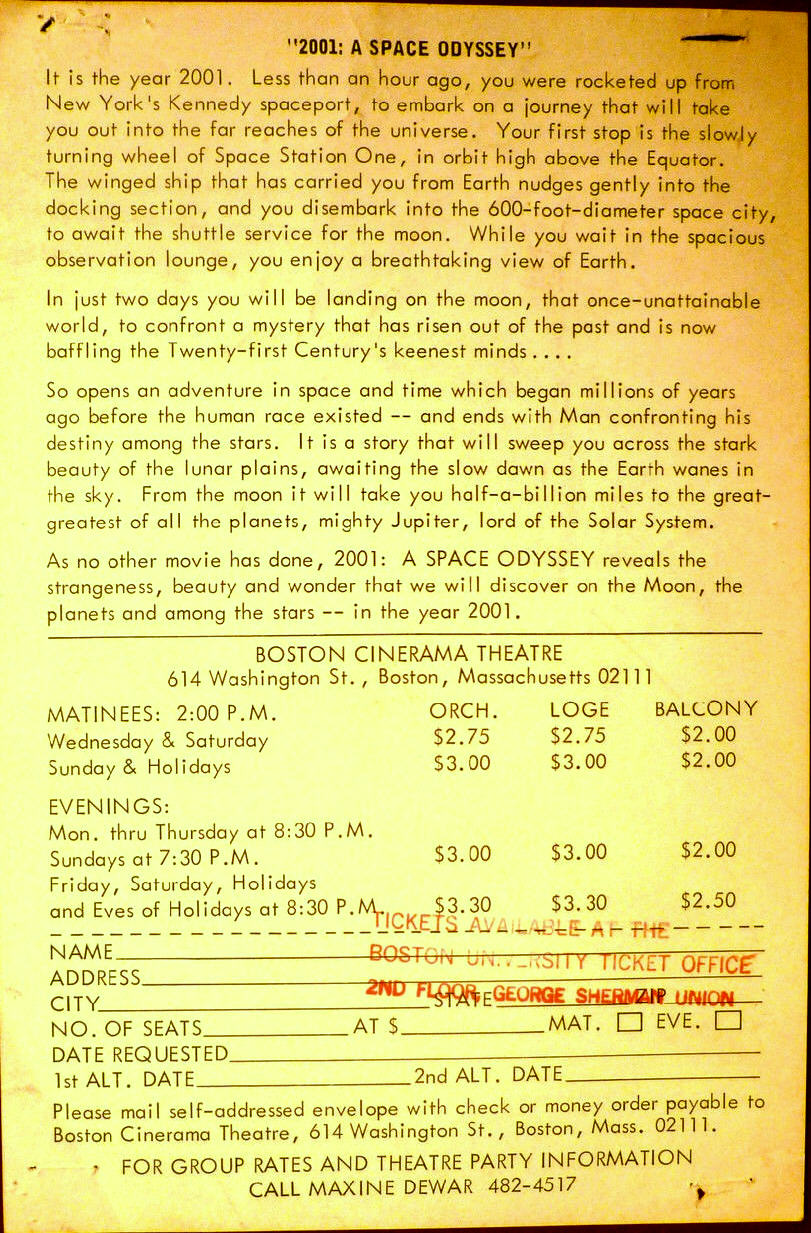 "2001: A SPACE ODYSSEY"
It is the year 2001. Less than an hour ago, you were rocketed up from
New York's Kennedy spaceport, to embark on a journey that will take
you out into the far reaches of the universe. Your first stop is the slowly
turning wheel of Space Station One, in orbit high above the Equator.
The winged ship that has carried you from Earth nudges gently into the
docking section, and you disembark into the 600-foot-diameter space city,
to await the shuttle service for the moon. While you wait in the spacious
observation lounge, you enjoy a breathtaking view of Earth.
In just two days you will be landing on the moon, that once-unattainable
world, to confront a mystery that has risen out of the past and is now
baffling the Twenty-first Century's keenest minds....
So opens an adventure in space and time which began millions of years
ago before the human race existed -- and ends with Man confronting his
destiny among the stars. It is a story that will sweep you across the stark
beauty of the lunar plains, awaiting the slow dawn as the Earth wanes in
the sky. From the moon it will take you half-a-billion miles to the great-
greatest of all the planets, mighty Jupiter, lord of the Solar System.
As no other movie has done, 2001: A SPACE ODYSSEY reveals the
strangeness, beauty and wonder that we will discover on the Moon, the
planets and among the stars -- in the year 2001.
BOSTON CINERAMA THEATRE
614 Washington St., Boston, Massachusetts 02111
MATINEES: 2:00 P.M. ORCH. LOGE BALCONY
Wednesday & Saturday $2.75 $2.75 $2.00
Sunday & Holidays $3.00 $3.00 $2.00
EVENINGS:
Mon. thru Thursday at 8:30 P.M.
Sundays at 7:30 P.M. $3.00 $3.00 $2.00
Friday, Saturday, Holidays
and Eves of Holidays at 8:30 P.M. $3.30 $3.30 $2.50
TICKETS AVAILABLE AT THE
BOSTON UNIVERSITY TICKET OFFICE
2ND FLOOR GEORGE SHERMAN UNION
NAME
ADDRESS
CITY STATE ZIP
NO. OF SEATS AT $ MAT. EVE.
DATE REQUESTED
1st ALT. DATE 2nd ALT. DATE
Please mail self-addressed envelope with check or money order payable to
Boston Cinerama Theatre, 614 Washington St., Boston, Mass. 02111.
FOR GROUP RATES AND THEATRE PARTY INFORMATION
CALL MAXINE DEWAR 482-4517